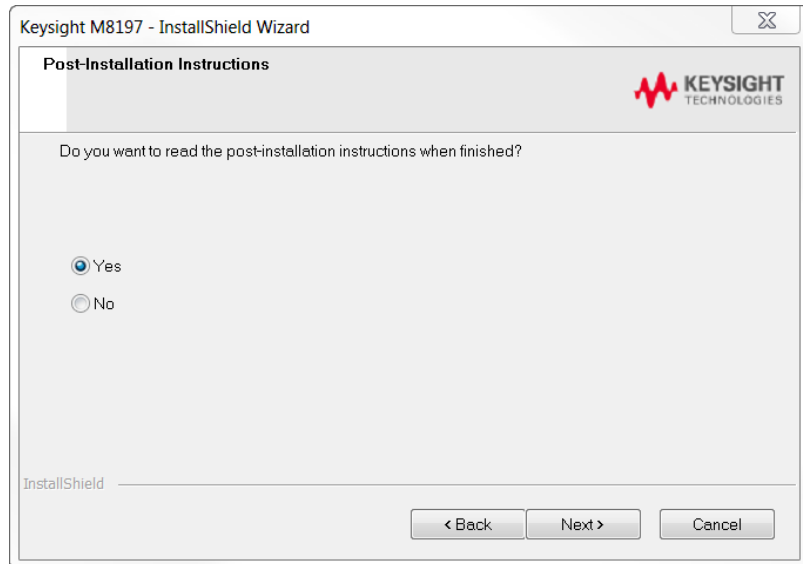 Keysight M8197 - InstallShield Wizard
Post-Installation Instructions
KEYSIGHT
TECHNOLOGIES
Do you want to read the post-installation instructions when finished?
Yes
No
InstallShield
< Back Next > Cancel